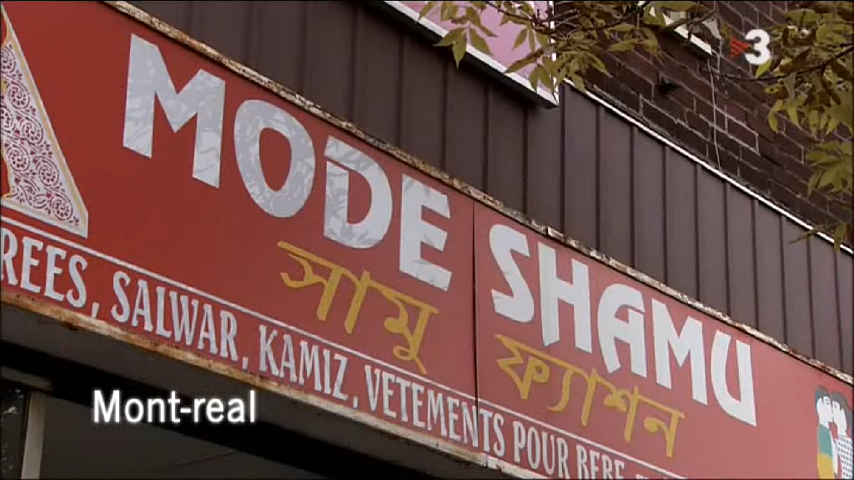 3
MODE SHAMU
সামু ফ্যাশন
REES, SALWAR, KAMIZ, VETEMENTS POUR BEBE
Mont-real